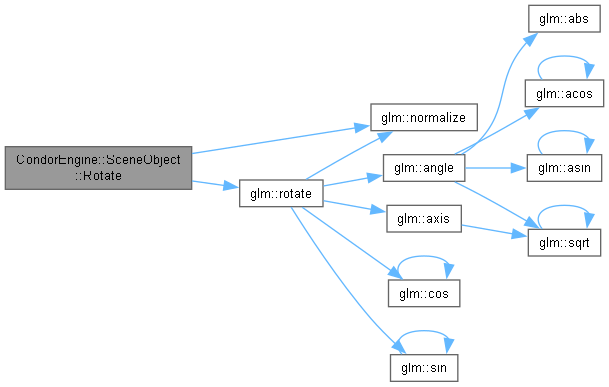 CondorEngine::SceneObject
::Rotate
glm::normalize
glm::rotate
glm::angle
glm::axis
glm::cos
glm::sin
glm::abs
glm::acos
glm::asin
glm::sqrt